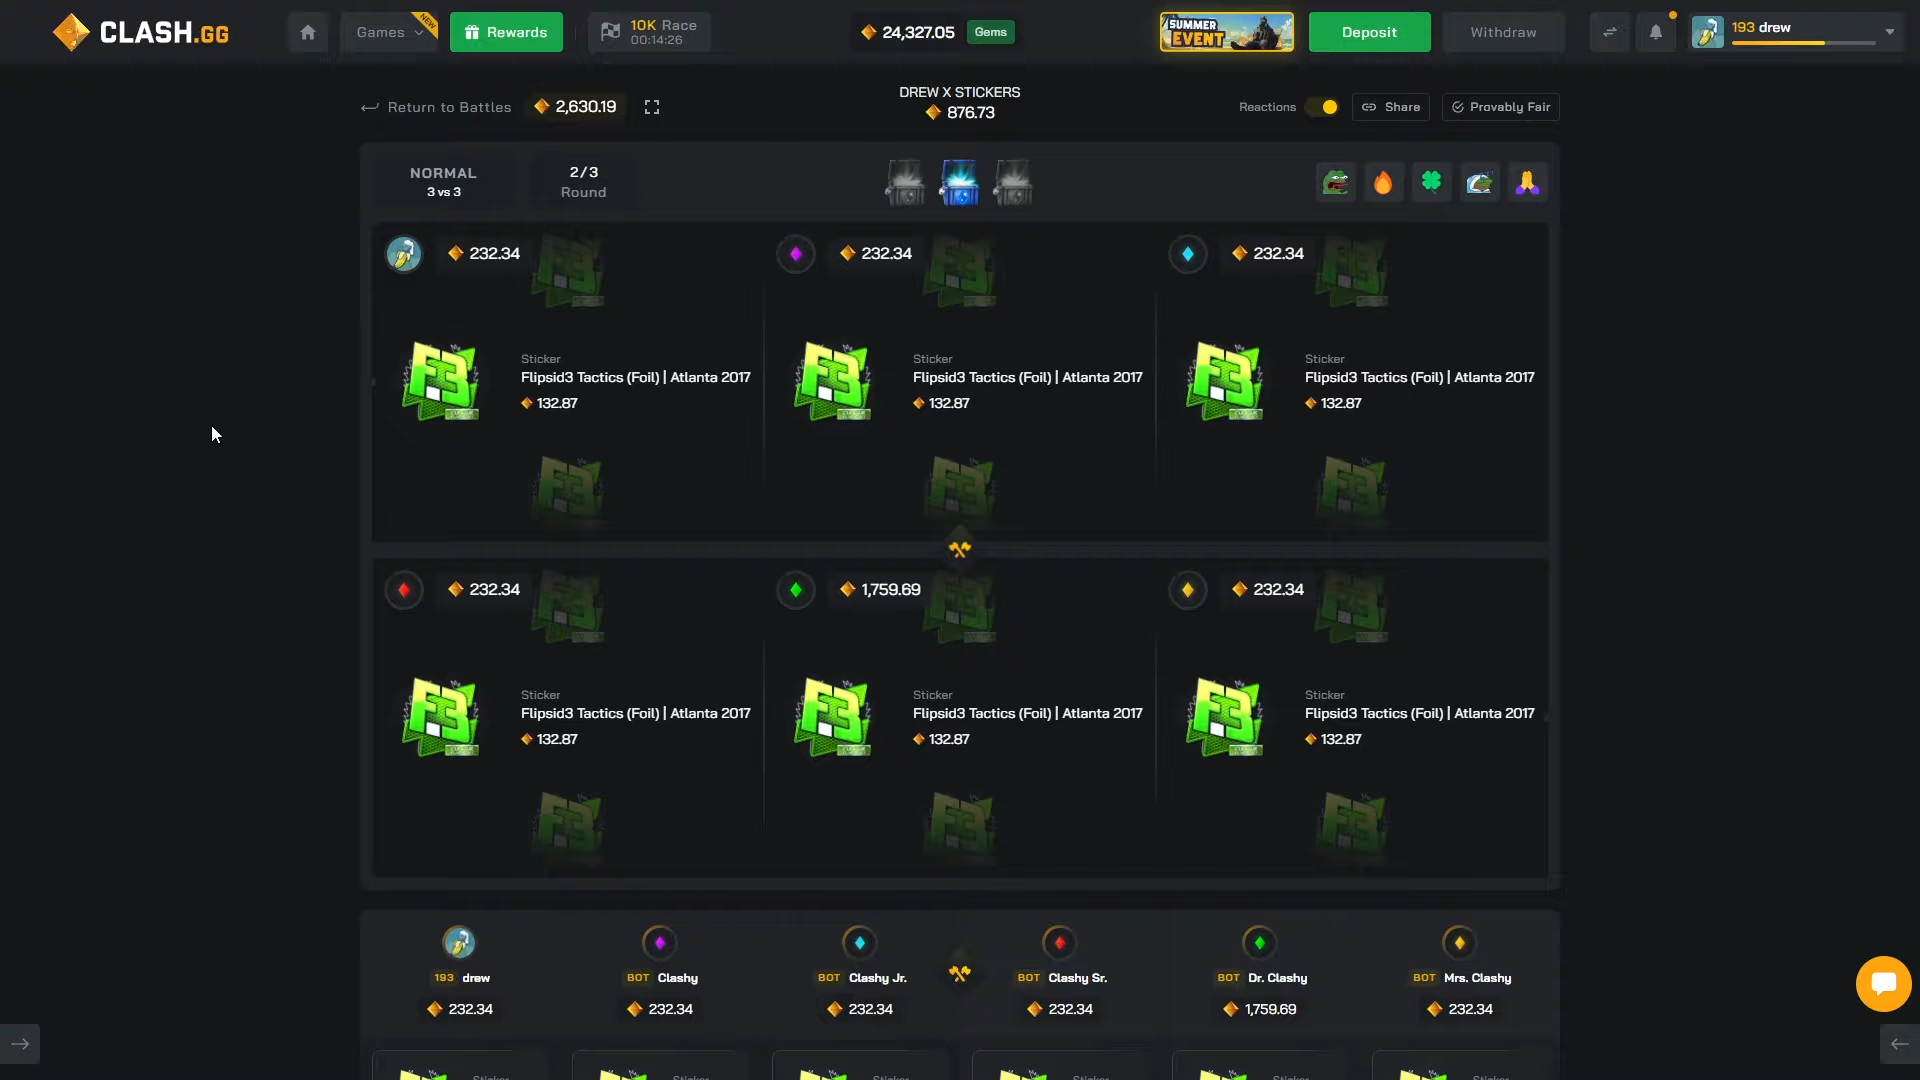 CLASH.GG
Games
NEW
Rewards
10K Race
00:14:26
24,327.05
Gems
SUMMER
EVENT
Deposit
Withdraw
193 drew
Return to Battles
2,630.19
DREW X STICKERS
876.73
Reactions
Share
Provably Fair
NORMAL
3 vs 3
2/3
Round
232.34
232.34
232.34
Sticker
Flipsid3 Tactics (Foil) | Atlanta 2017
132.87
Sticker
Flipsid3 Tactics (Foil) | Atlanta 2017
132.87
Sticker
Flipsid3 Tactics (Foil) | Atlanta 2017
132.87
232.34
1,759.69
232.34
Sticker
Flipsid3 Tactics (Foil) | Atlanta 2017
132.87
Sticker
Flipsid3 Tactics (Foil) | Atlanta 2017
132.87
Sticker
Flipsid3 Tactics (Foil) | Atlanta 2017
132.87
193 drew
232.34
BOT Clashy
232.34
BOT Clashy Jr.
232.34
BOT Clashy Sr.
232.34
BOT Dr. Clashy
1,759.69
BOT Mrs. Clashy
232.34
Sticker
Sticker
Sticker
Sticker
Sticker
Sticker